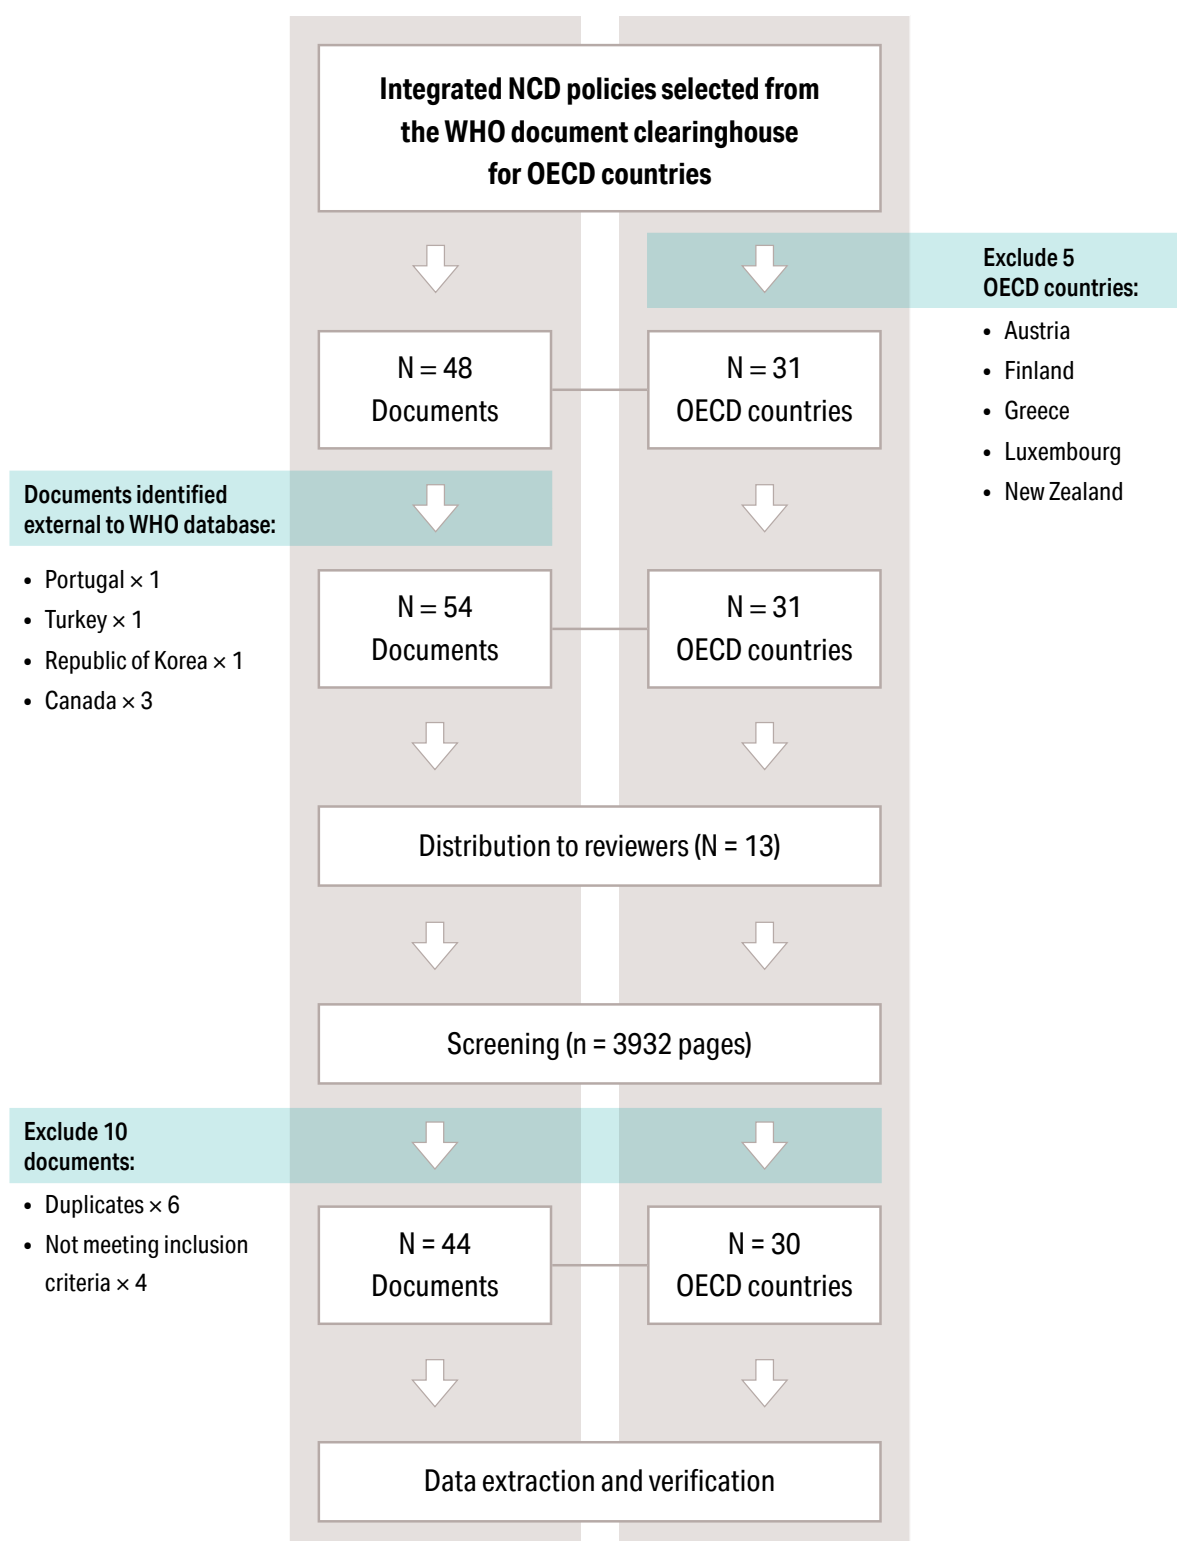 Integrated NCD policies selected from
the WHO document clearinghouse
for OECD countries
Exclude 5
OECD countries:
• Austria
• Finland
• Greece
• Luxembourg
• New Zealand
N = 48
Documents
N = 31
OECD countries
Documents identified
external to WHO database:
• Portugal × 1
• Turkey × 1
• Republic of Korea × 1
• Canada × 3
N = 54
Documents
N = 31
OECD countries
Distribution to reviewers (N = 13)
Screening (n = 3932 pages)
Exclude 10
documents:
• Duplicates × 6
• Not meeting inclusion
criteria × 4
N = 44
Documents
N = 30
OECD countries
Data extraction and verification